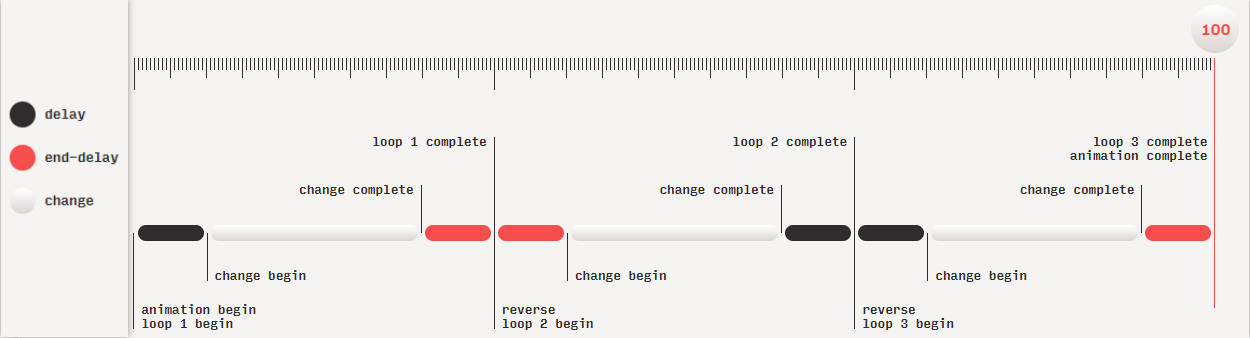 100
delay
end-delay
change
loop 1 complete
loop 2 complete
loop 3 complete
animation complete
change complete
change complete
change complete
change begin
change begin
change begin
animation begin
loop 1 begin
reverse
loop 2 begin
reverse
loop 3 begin